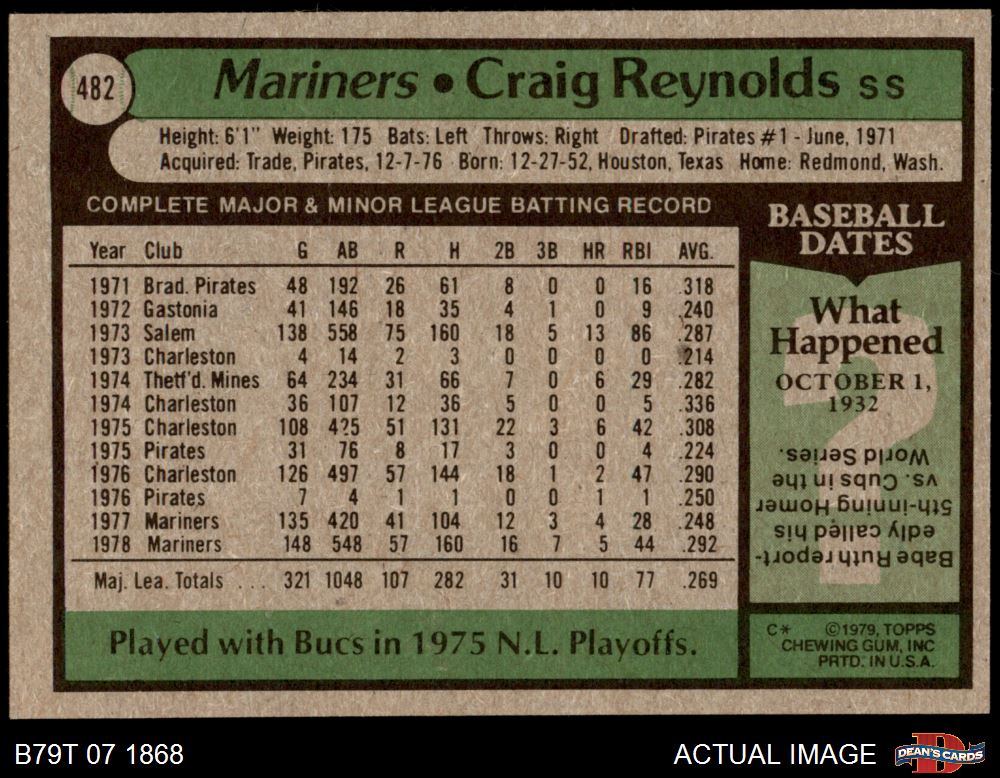 482
Mariners • Craig Reynolds SS
Height: 6'1" Weight: 175 Bats: Left Throws: Right Drafted: Pirates #1 - June, 1971
Acquired: Trade, Pirates, 12-7-76 Born: 12-27-52, Houston, Texas Home: Redmond, Wash.
COMPLETE MAJOR & MINOR LEAGUE BATTING RECORD
Year Club G AB R H 2B 3B HR RBI AVG.
1971 Brad. Pirates 48 192 26 61 8 0 0 16 .318
1972 Gastonia 41 146 18 35 4 1 0 9 .240
1973 Salem 138 558 75 160 18 5 13 86 .287
1973 Charleston 4 14 2 3 0 0 0 0 .214
1974 Thetf'd. Mines 64 234 31 66 7 0 6 29 .282
1974 Charleston 36 107 12 36 5 0 0 5 .336
1975 Charleston 108 425 51 131 22 3 6 42 .308
1975 Pirates 31 76 8 17 3 0 0 4 .224
1976 Charleston 126 497 57 144 18 1 2 47 .290
1976 Pirates 7 4 1 1 0 0 1 1 .250
1977 Mariners 135 420 41 104 12 3 4 28 .248
1978 Mariners 148 548 57 160 16 7 5 44 .292
Maj. Lea. Totals ... 321 1048 107 282 31 10 10 77 .269
Played with Bucs in 1975 N.L. Playoffs.
BASEBALL
DATES
What
Happened
OCTOBER 1,
1932
Babe Ruth report-
edly called his
5th-inning Homer
vs. Cubs in the
World Series.
C* ©1979, TOPPS
CHEWING GUM, INC
PRTD. IN U.S.A.
B79T 07 1868
ACTUAL IMAGE
DEAN'S CARDS